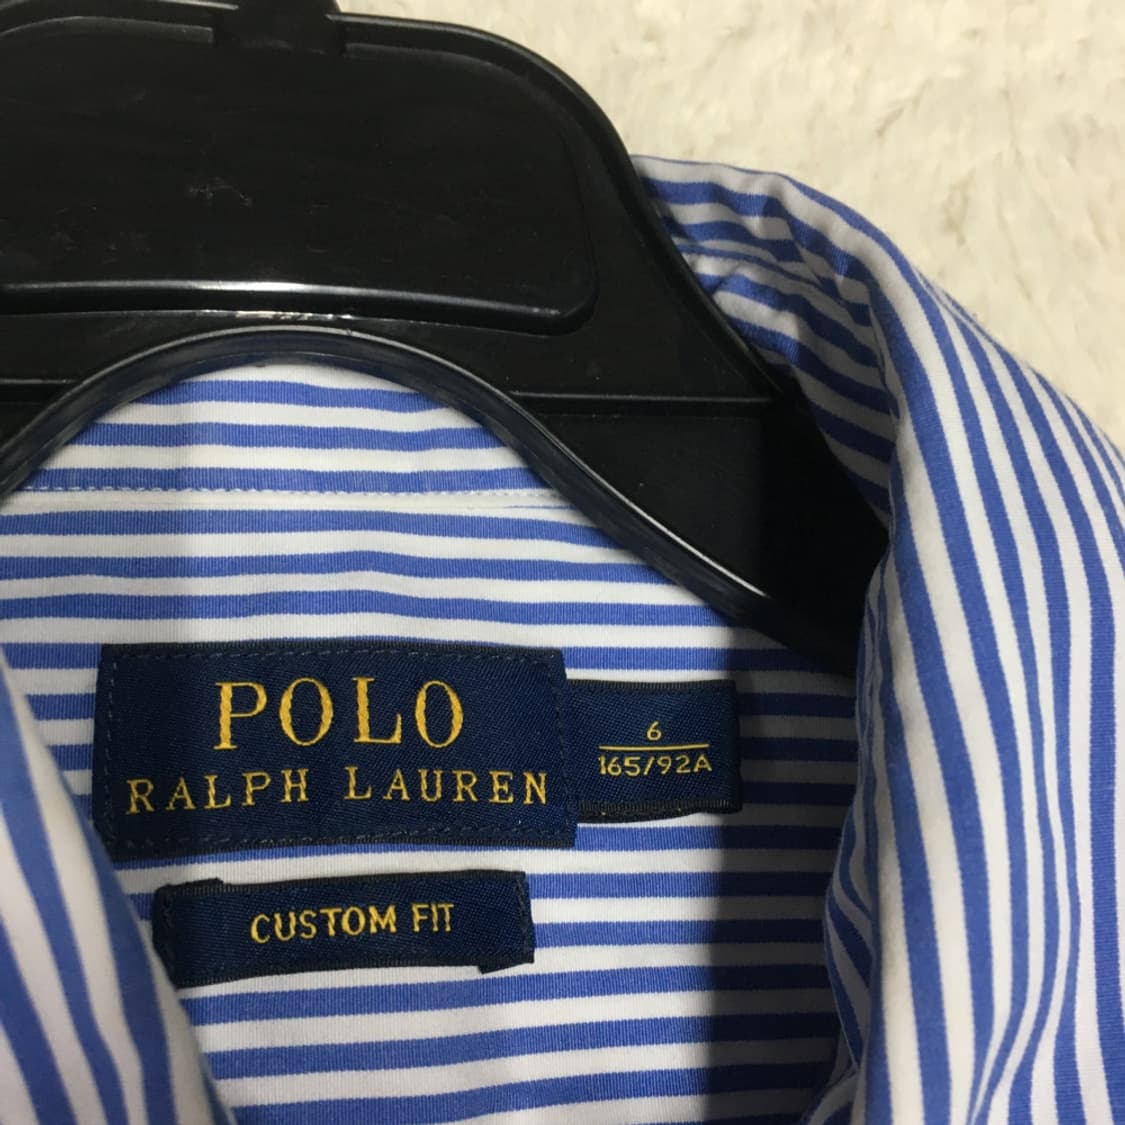 POLO
RALPH LAUREN
6
165/92A
CUSTOM FIT